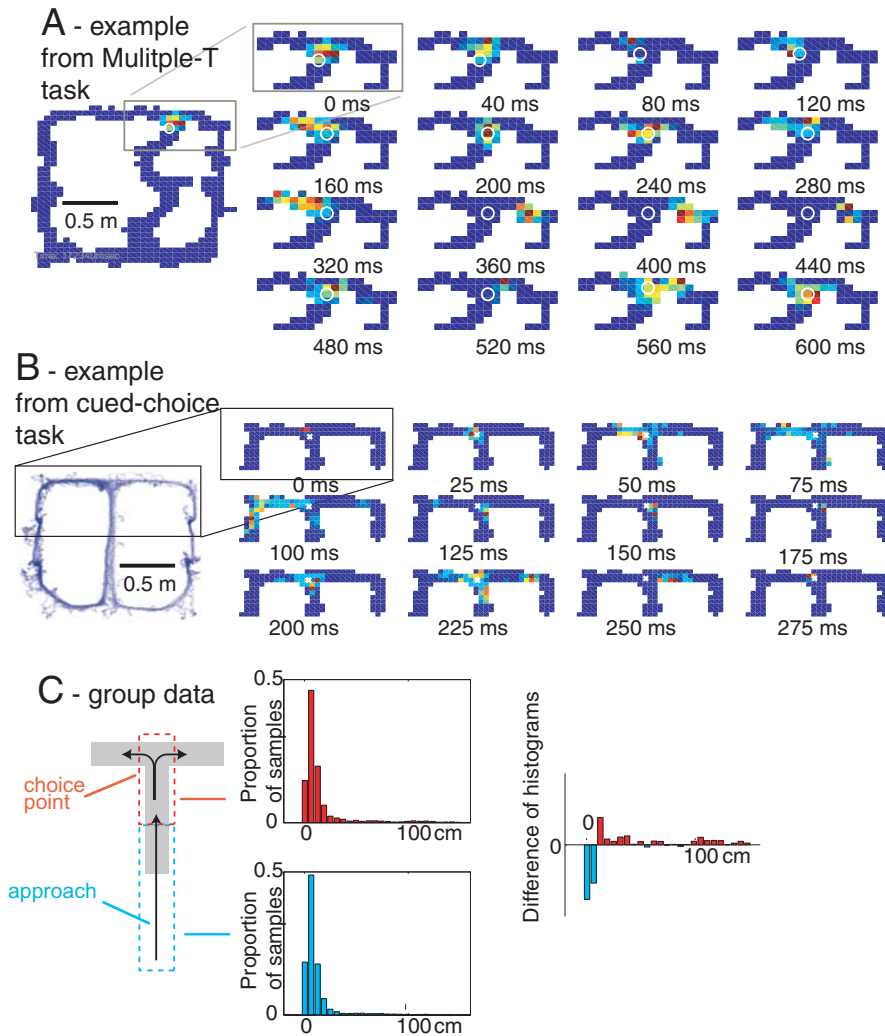 A - example
from Mulitple-T
task
0.5 m
0 ms
40 ms
80 ms
120 ms
160 ms
200 ms
240 ms
280 ms
320 ms
360 ms
400 ms
440 ms
480 ms
520 ms
560 ms
600 ms
B - example
from cued-choice
task
0.5 m
0 ms
25 ms
50 ms
75 ms
100 ms
125 ms
150 ms
175 ms
200 ms
225 ms
250 ms
275 ms
C - group data
choice
point
approach
0.5
Proportion
of samples
0
0
100 cm
0.5
Proportion
of samples
0
0
100 cm
Difference of histograms
0
0
100 cm